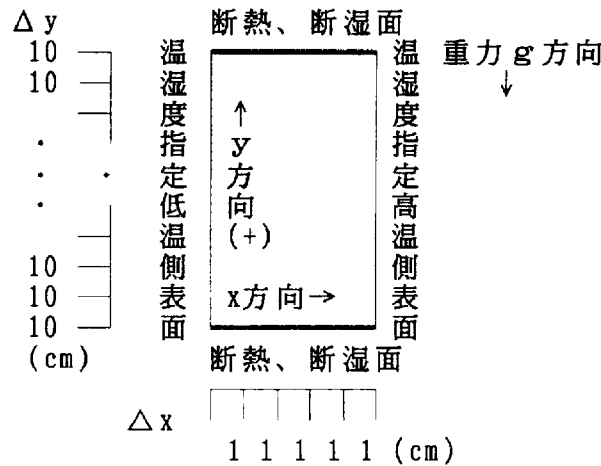 △y
断熱、断湿面
10
10
・
・ ・
・
10
10
10
(cm)
温湿度指定低温側表面
↑
y
方
向
(+)
x方向→
温湿度指定高温側表面
重力g方向
↓
断熱、断湿面
△x
1 1 1 1 1 (cm)